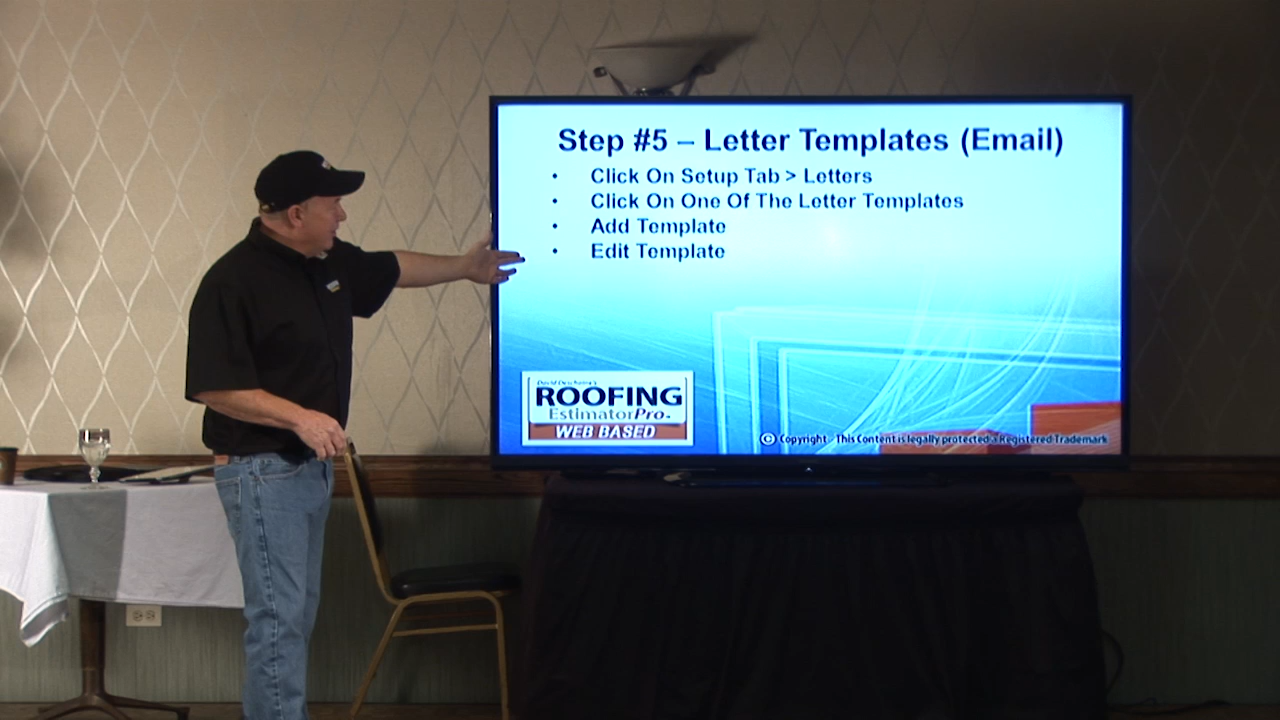 Step #5 – Letter Templates (Email)
• Click On Setup Tab > Letters
• Click On One Of The Letter Templates
• Add Template
• Edit Template
ROOFING
EstimatorPro
WEB BASED
© Copyright - This Content is legally protected a Registered Trademark